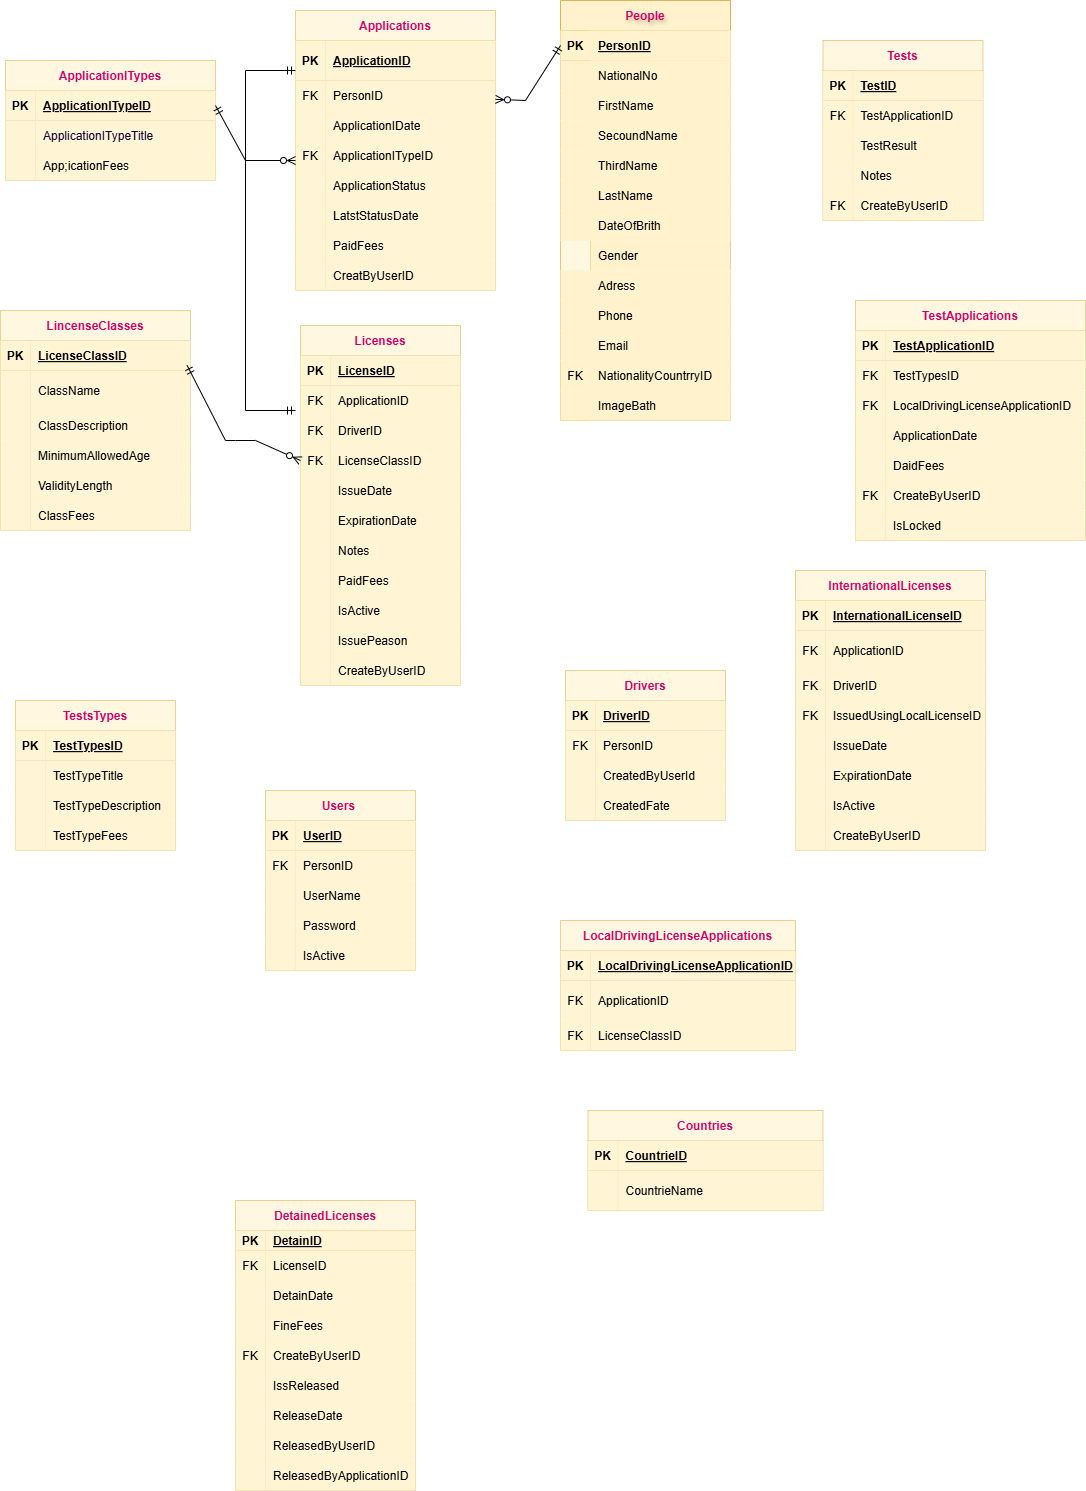 ApplicationITypes
PK ApplicationITypeID
ApplicationITypeTitle
App;icationFees
Applications
PK ApplicationID
FK PersonID
ApplicationIDate
FK ApplicationITypeID
ApplicationStatus
LatstStatusDate
PaidFees
CreatByUserID
People
PK PersonID
NationalNo
FirstName
SecoundName
ThirdName
LastName
DateOfBrith
Gender
Adress
Phone
Email
FK NationalityCountrryID
ImageBath
Tests
PK TestID
FK TestApplicationID
TestResult
Notes
FK CreateByUserID
LincenseClasses
PK LicenseClassID
ClassName
ClassDescription
MinimumAllowedAge
ValidityLength
ClassFees
Licenses
PK LicenseID
FK ApplicationID
FK DriverID
FK LicenseClassID
IssueDate
ExpirationDate
Notes
PaidFees
IsActive
IssuePeason
CreateByUserID
TestApplications
PK TestApplicationID
FK TestTypesID
FK LocalDrivingLicenseApplicationID
ApplicationDate
DaidFees
FK CreateByUserID
IsLocked
InternationalLicenses
PK InternationalLicenseID
FK ApplicationID
FK DriverID
FK IssuedUsingLocalLicenseID
IssueDate
ExpirationDate
IsActive
CreateByUserID
TestsTypes
PK TestTypesID
TestTypeTitle
TestTypeDescription
TestTypeFees
Users
PK UserID
FK PersonID
UserName
Password
IsActive
Drivers
PK DriverID
FK PersonID
CreatedByUserId
CreatedFate
LocalDrivingLicenseApplications
PK LocalDrivingLicenseApplicationID
FK ApplicationID
FK LicenseClassID
Countries
PK CountrieID
CountrieName
DetainedLicenses
PK DetainID
FK LicenseID
DetainDate
FineFees
FK CreateByUserID
IssReleased
ReleaseDate
ReleasedByUserID
ReleasedByApplicationID